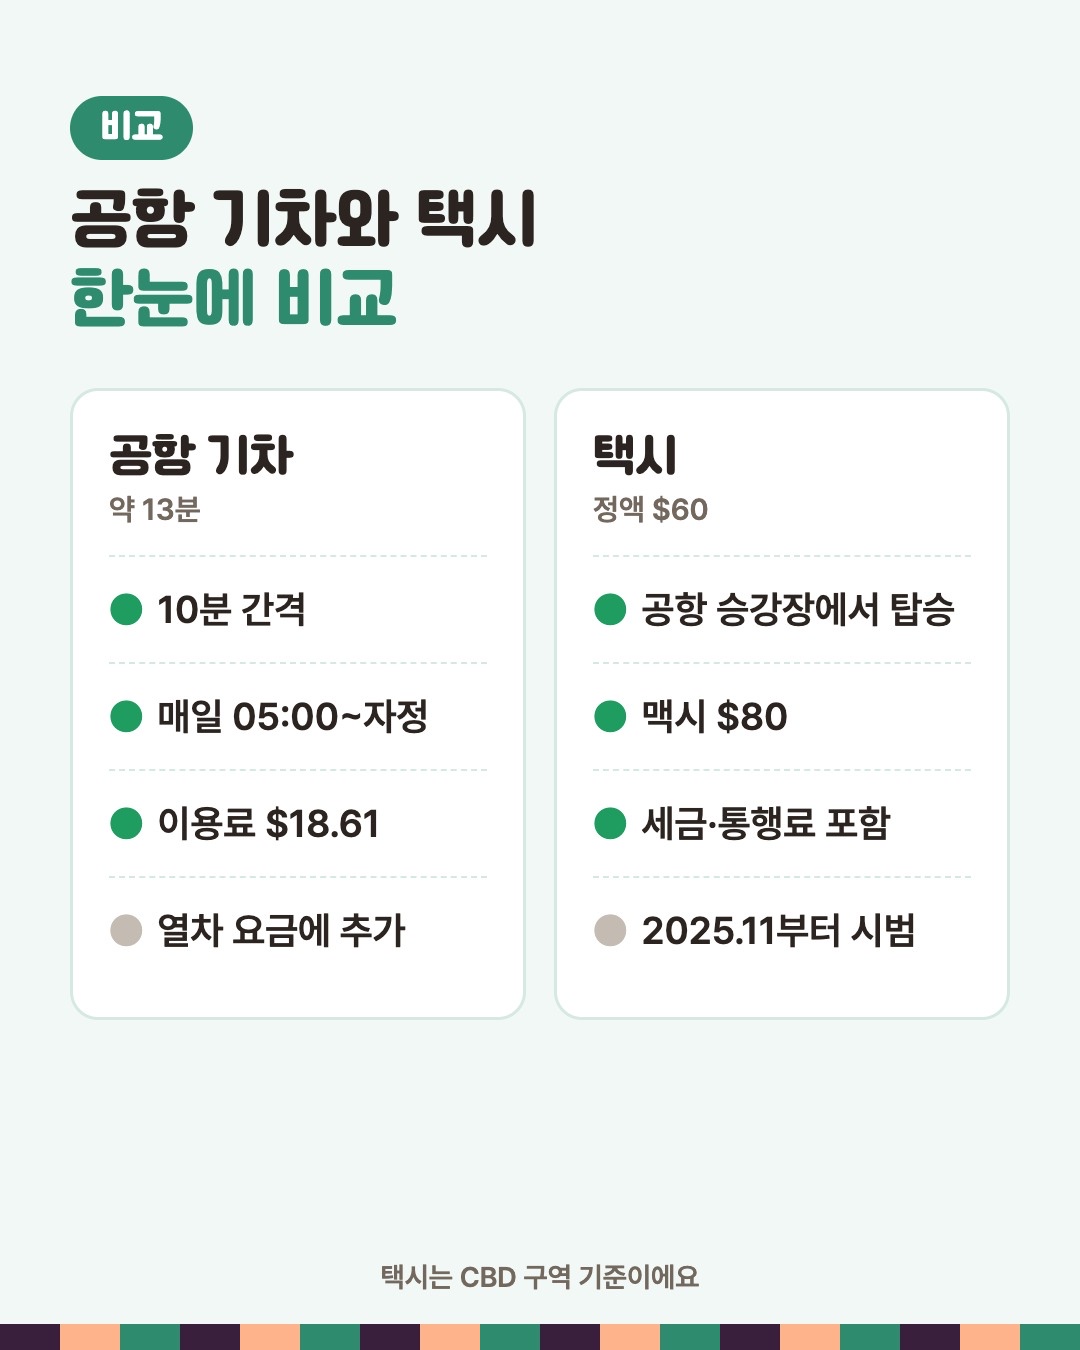 비교
공항 기차와 택시
한눈에 비교
공항 기차
약 13분
10분 간격
매일 05:00~자정
이용료 $18.61
열차 요금에 추가
택시
정액 $60
공항 승강장에서 탑승
맥시 $80
세금·통행료 포함
2025.11부터 시범
택시는 CBD 구역 기준이에요